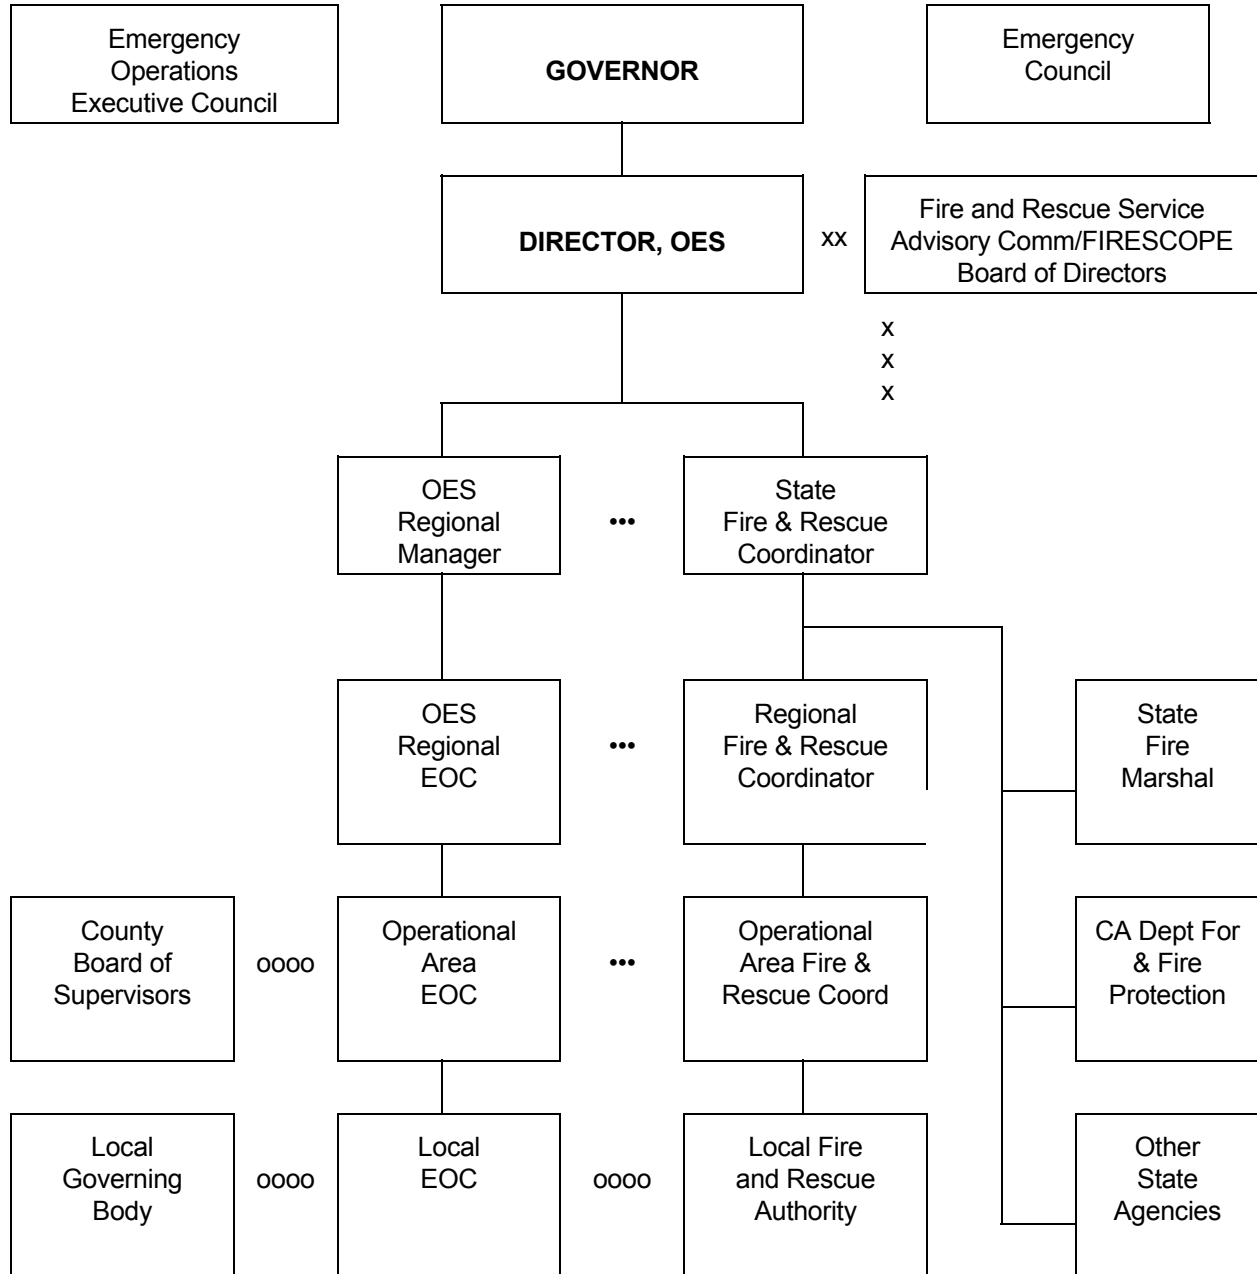 Emergency
Operations
Executive Council
GOVERNOR
Emergency
Council
DIRECTOR, OES
xx
Fire and Rescue Service
Advisory Comm/FIRESCOPE
Board of Directors
x
x
x
OES
Regional
Manager
•••
State
Fire & Rescue
Coordinator
OES
Regional
EOC
•••
Regional
Fire & Rescue
Coordinator
State
Fire
Marshal
County
Board of
Supervisors
oooo
Operational
Area
EOC
•••
Operational
Area Fire &
Rescue Coord
CA Dept For
& Fire
Protection
Local
Governing
Body
oooo
Local
EOC
oooo
Local Fire
and Rescue
Authority
Other
State
Agencies